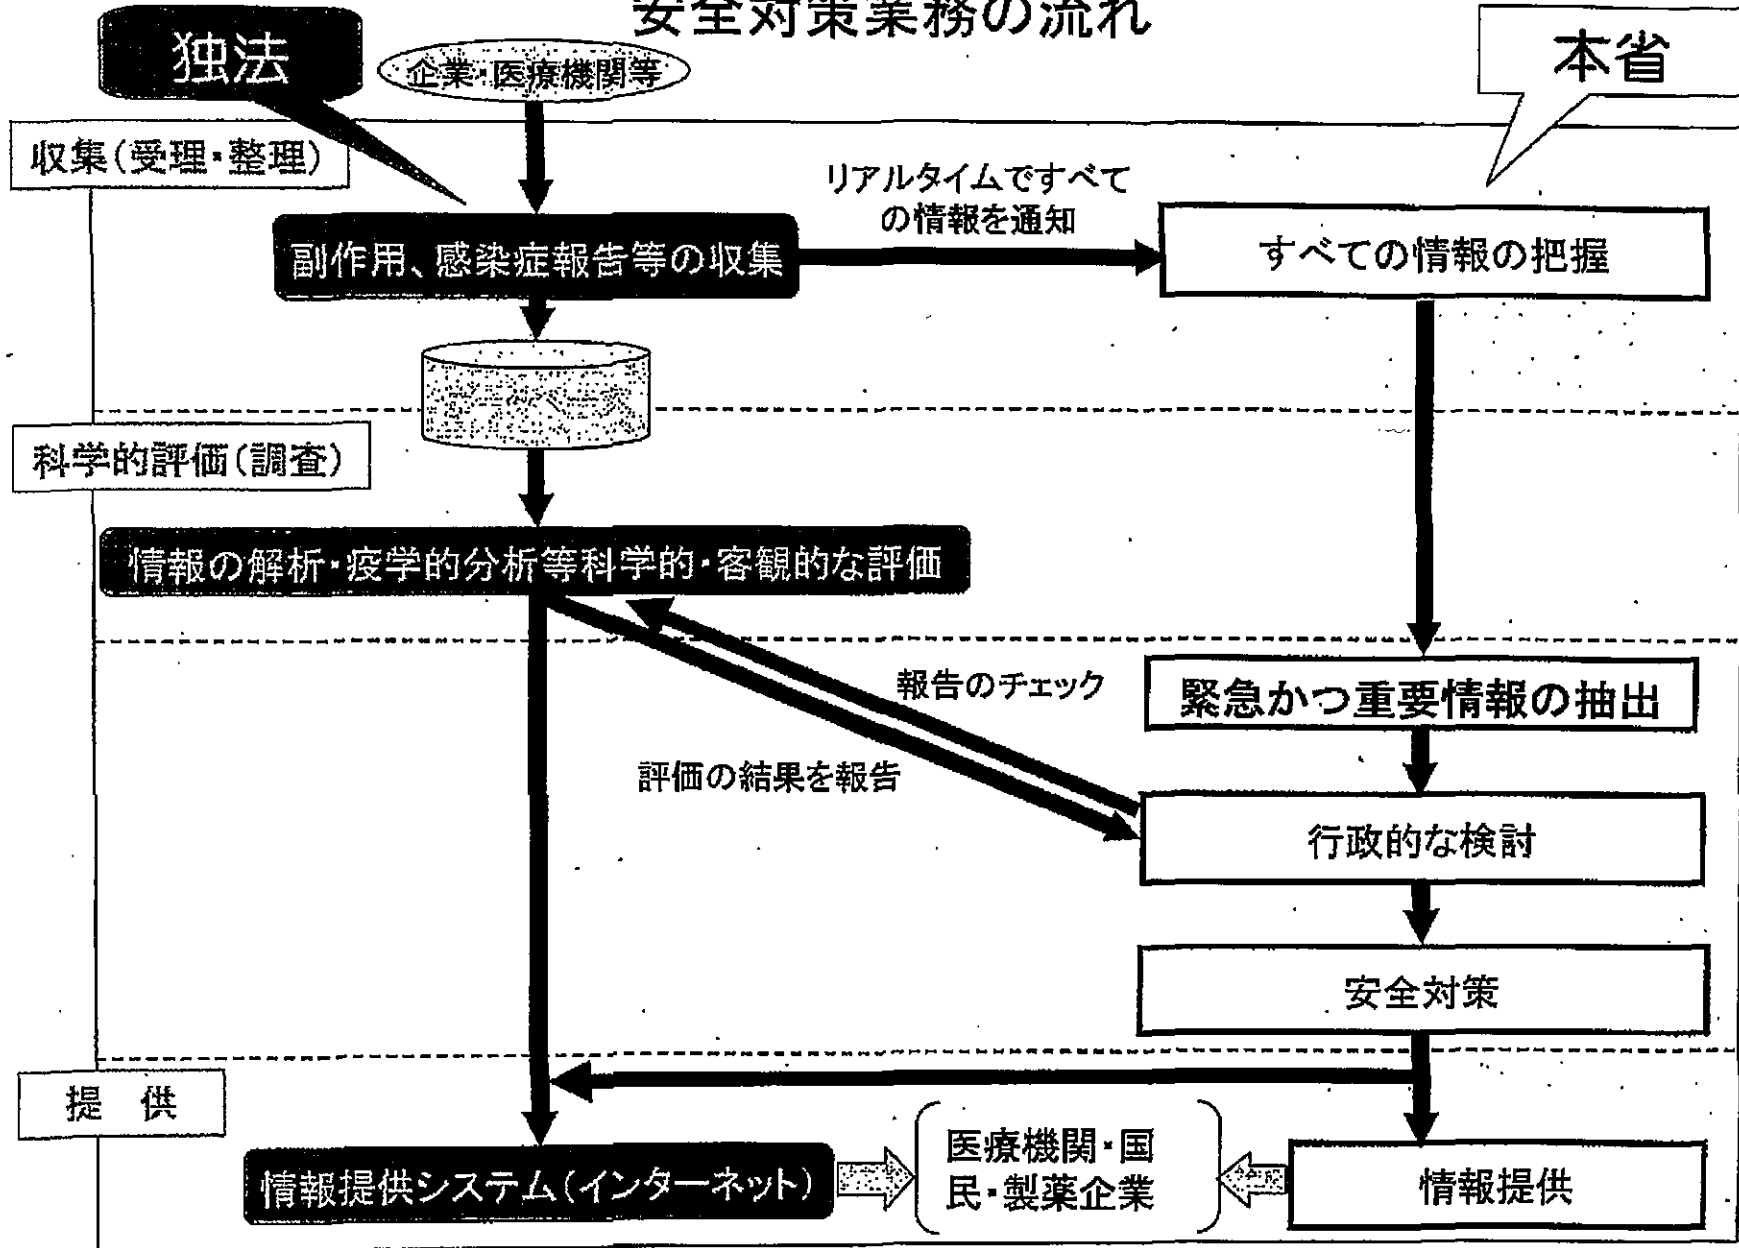 安全対策業務の流れ
独法
企業・医療機関等
本省
収集(受理・整理)
リアルタイムですべて
の情報を通知
副作用、感染症報告等の収集
すべての情報の把握
データベース
科学的評価(調査)
情報の解析・疫学的分析等科学的・客観的な評価
報告のチェック
緊急かつ重要情報の抽出
評価の結果を報告
行政的な検討
安全対策
提　供
情報提供システム(インターネット)
医療機関・国
民・製薬企業
情報提供